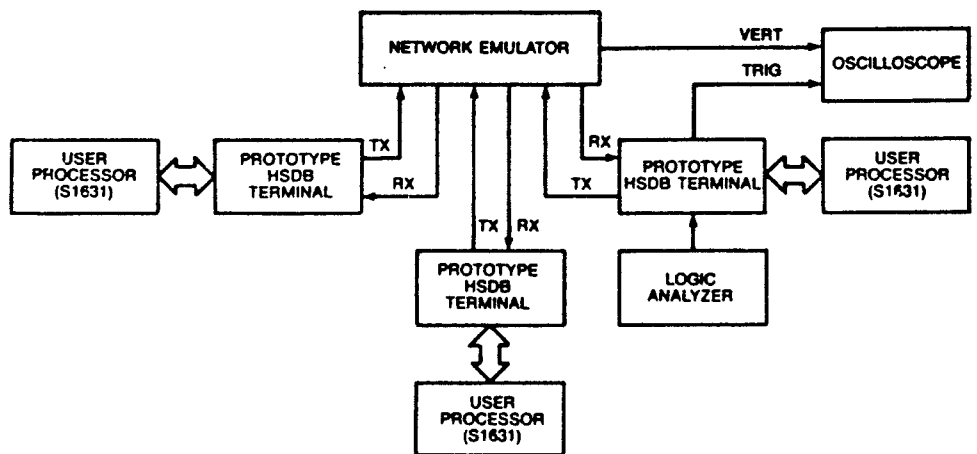 NETWORK EMULATOR
VERT
OSCILLOSCOPE
TRIG
TX
RX
RX
TX
TX
RX
USER
PROCESSOR
(S1631)
PROTOTYPE
HSDB
TERMINAL
PROTOTYPE
HSDB TERMINAL
USER
PROCESSOR
(S1631)
PROTOTYPE
HSDB
TERMINAL
LOGIC
ANALYZER
USER
PROCESSOR
(S1631)